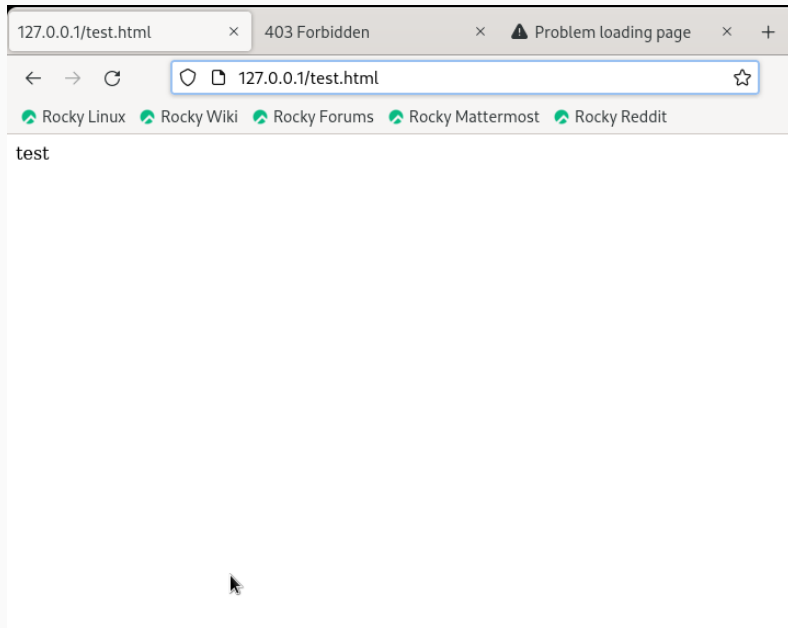 127.0.0.1/test.html 403 Forbidden Problem loading page
127.0.0.1/test.html
Rocky Linux Rocky Wiki Rocky Forums Rocky Mattermost Rocky Reddit
test